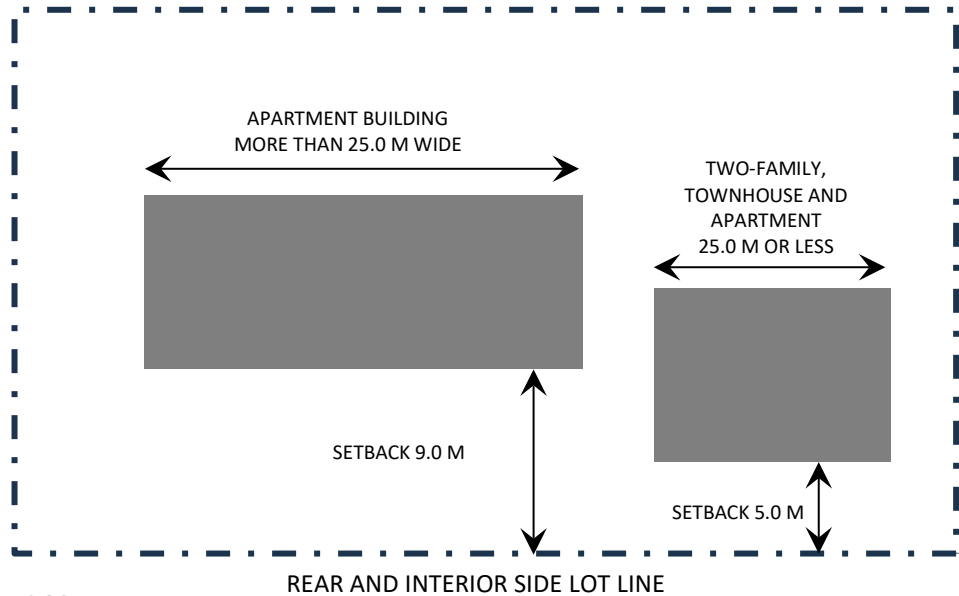 APARTMENT BUILDING
MORE THAN 25.0 M WIDE
TWO-FAMILY,
TOWNHOUSE AND
APARTMENT
25.0 M OR LESS
SETBACK 9.0 M
SETBACK 5.0 M
REAR AND INTERIOR SIDE LOT LINE